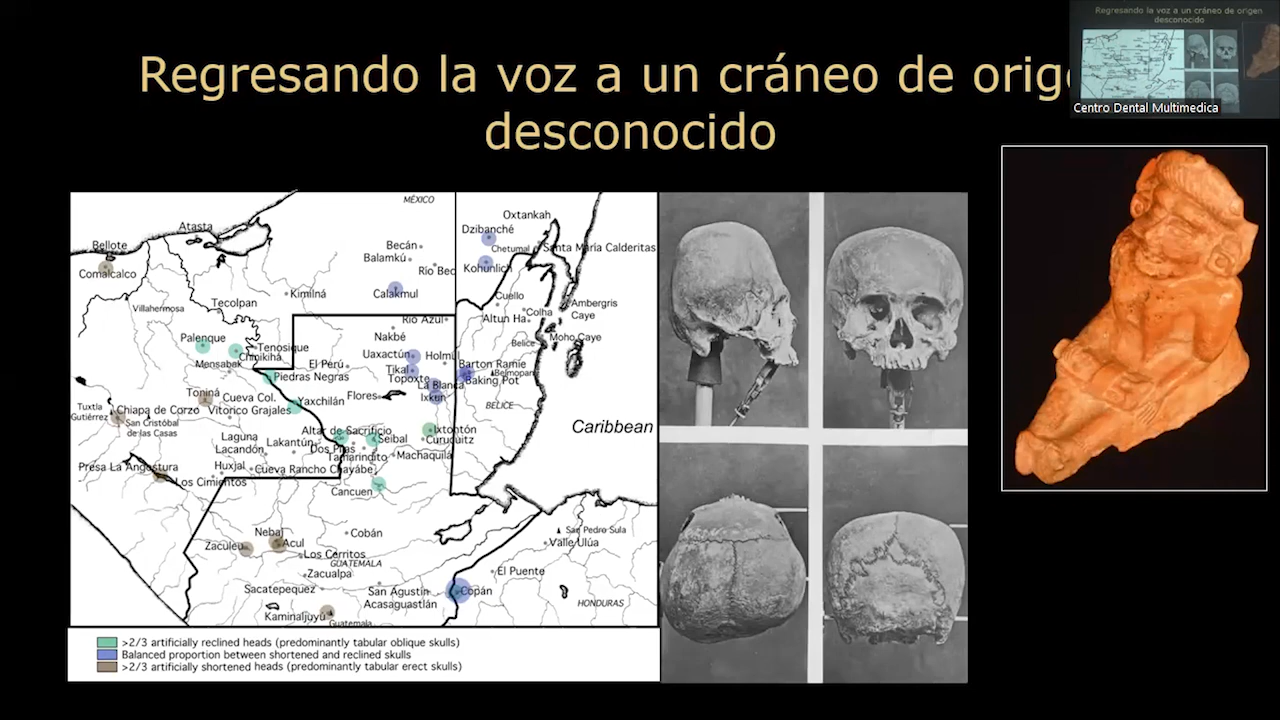 Regresando la voz a un cráneo de orige
desconocido
Regresando la voz a un cráneo de origen
desconocido
Centro Dental Multimedica
MÉXICO
Oxtankah
Atasta
Dzibanché
Bellote
Becán
Chetumal
Santa María Calderitas
Balamkú
Río Bec
Kohunlich
Comalcalco
Kimilná
Calakmul
Cuello
Tecolpan
Ambergris
Caye
Villahermosa
Altun Ha
Colha
Río Azul
Palenque
Nakbé
Belice
Moho Caye
Tenosique
Chinikihá
Uaxactún
Holmul
Mensabak
El Perú
Tikal
Barton Ramie
Piedras Negras
Topoxte
Belmopan
Baking Pot
La Blanca
Toniná
Cueva Col.
Flores
Ixkun
Tuxtla
Gutiérrez
Chiapa de Corzo
Vitorico Grajales
Yaxchilán
BELICE
San Cristóbal
de las Casas
Altar de Sacrificio
Ixtontón
Caribbean
Laguna
Lacandón
Lakantún
Seibal
Curucuitz
Dos Pilas
Tamarindito
Machaquilá
Presa La Angostura
Huxjal
Cueva Rancho Chayábe
Los Cimientos
Cancuen
Nebaj
Cobán
San Pedro Sula
Zaculeu
Acul
Valle Ulúa
Los Cerritos
GUATEMALA
Zacualpa
El Puente
Sacatepequez
San Agustin
Acasaguastlán
Copán
HONDURAS
Kaminaljuyú
Guatemala
>2/3 artificially reclined heads (predominantly tabular oblique skulls)
Balanced proportion between shortened and reclined skulls
>2/3 artificially shortened heads (predominantly tabular erect skulls)